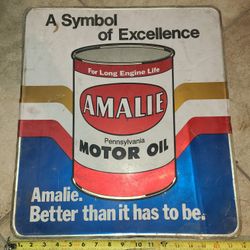 A Symbol
of Excellence
For Long Engine Life
AMALIE
Pennsylvania
MOTOR OIL
Amalie.
Better than it has to be.